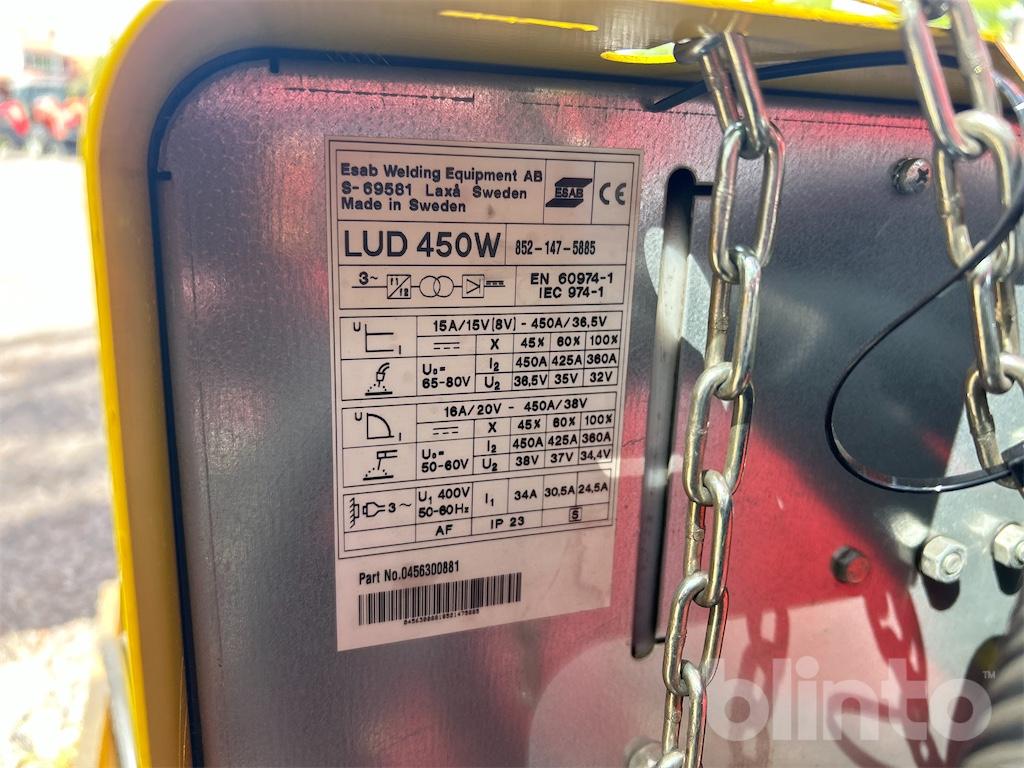 Esab Welding Equipment AB
S-69581 Laxå Sweden
Made in Sweden
ESAB
CE
LUD 450W
852-147-5885
3~ f1 f2
EN 60974-1
IEC 974-1
U I
15A/15V(8V) - 450A/36,5V
X 45% 60% 100%
U₀= 65-80V
I₂ 450A 425A 360A
U₂ 36,5V 35V 32V
U I
16A/20V - 450A/38V
X 45% 60% 100%
U₀= 50-60V
I₂ 450A 425A 360A
U₂ 38V 37V 34,4V
3~ U₁ 400V 50-60Hz
I₁ 34A 30,5A 24,5A
AF IP 23 S
Part No.0456300881
blinto™